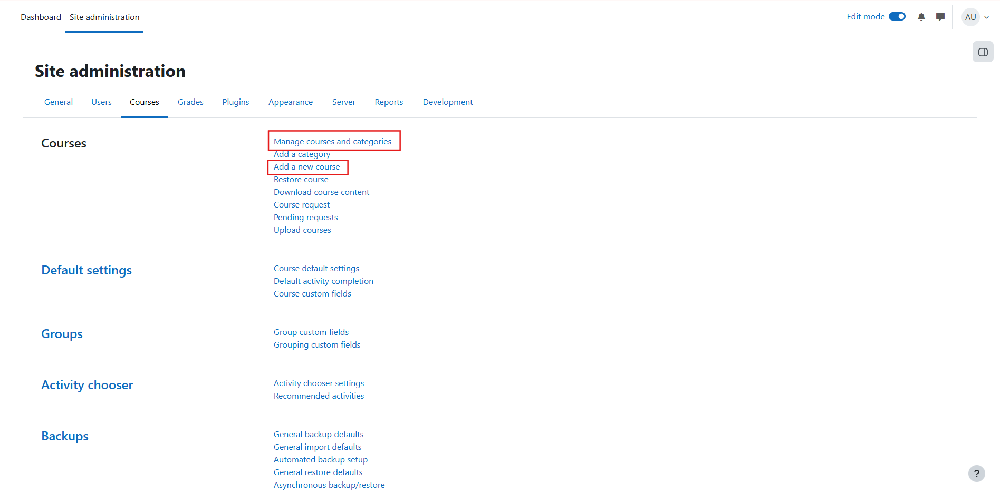 Dashboard Site administration Edit mode AU
Site administration
General Users Courses Grades Plugins Appearance Server Reports Development
Courses
Manage courses and categories
Add a category
Add a new course
Restore course
Download course content
Course request
Pending requests
Upload courses
Default settings
Course default settings
Default activity completion
Course custom fields
Groups
Group custom fields
Grouping custom fields
Activity chooser
Activity chooser settings
Recommended activities
Backups
General backup defaults
General import defaults
Automated backup setup
General restore defaults
Asynchronous backup/restore
?